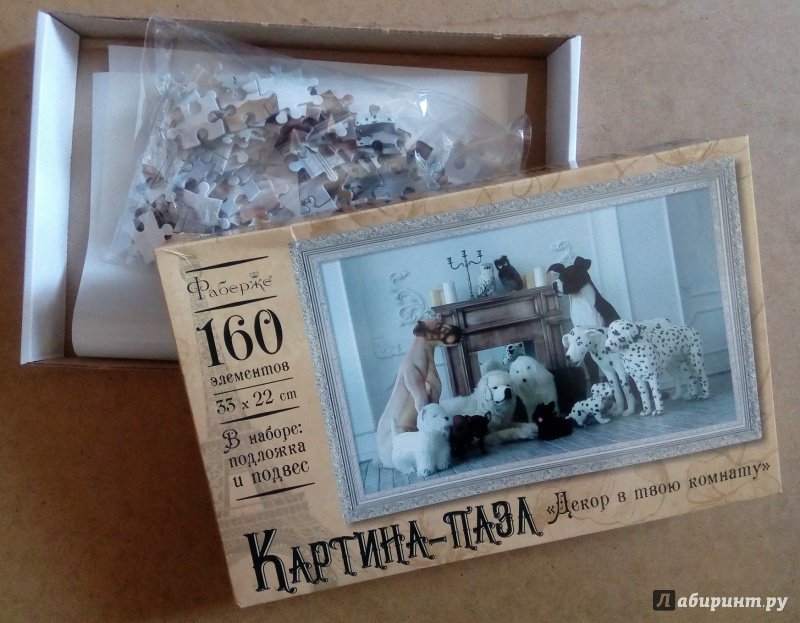 Фаберже
160
элементов
33 x 22 cm
В наборе:
подложка
и подвес
Картина-пазл
«Декор в твою комнату»
Лабиринт.ру